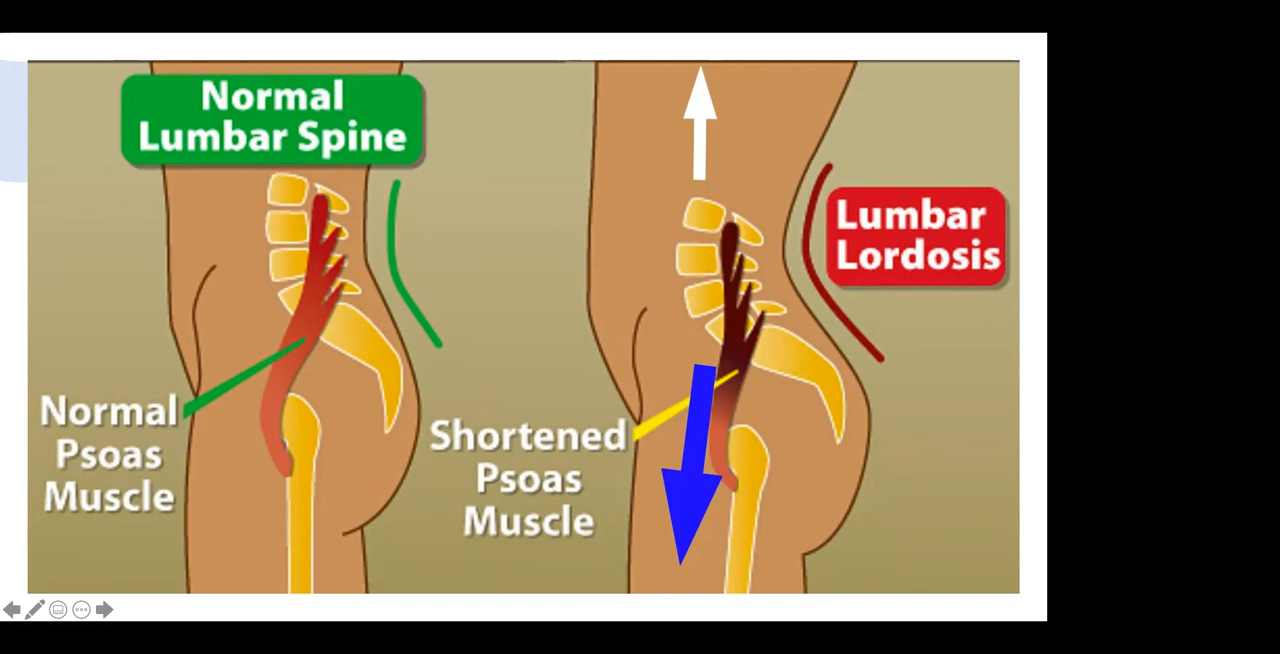 Normal
Lumbar Spine
Lumbar
Lordosis
Normal
Psoas
Muscle
Shortened
Psoas
Muscle